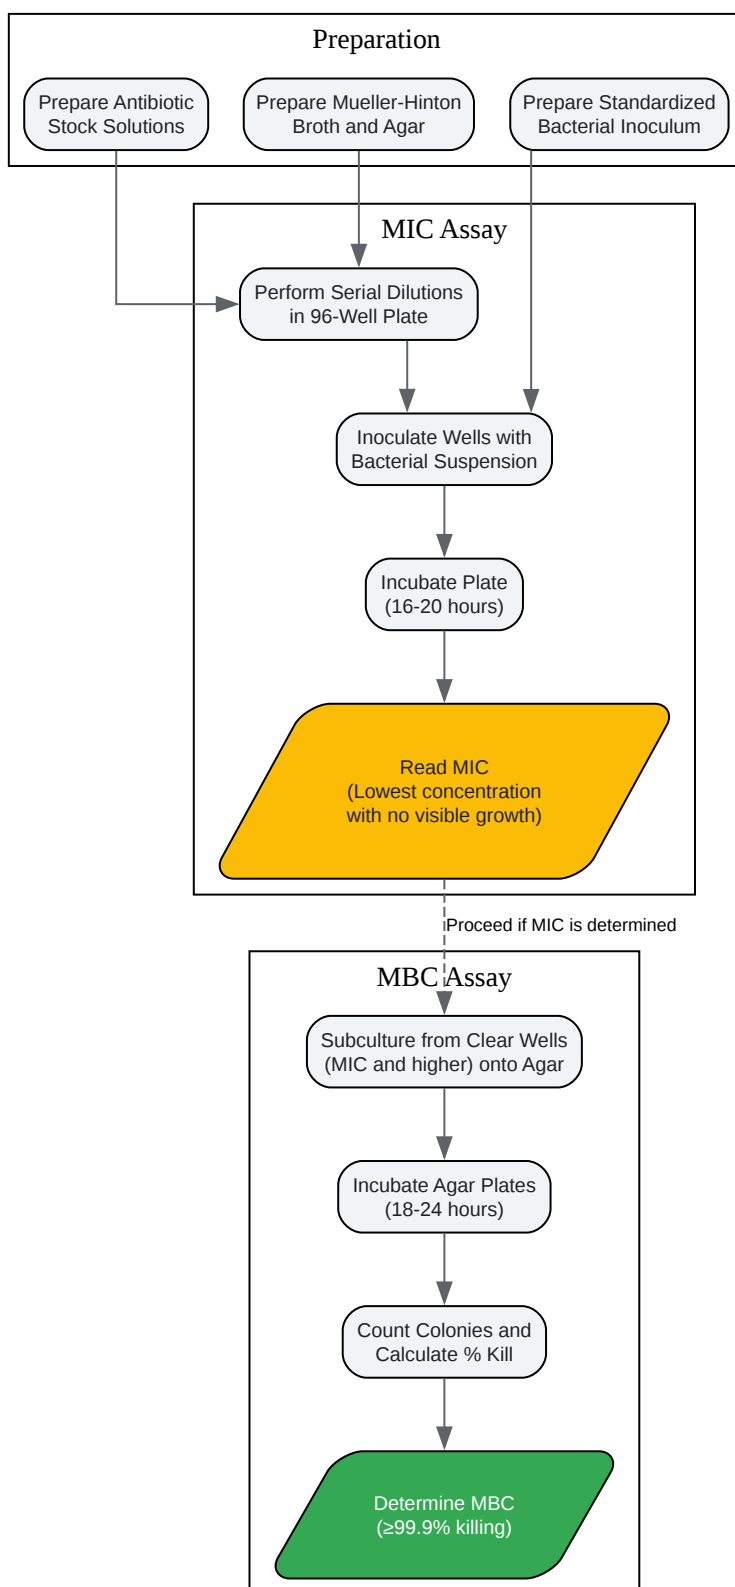 Preparation
Prepare Antibiotic
Stock Solutions
Prepare Mueller-Hinton
Broth and Agar
Prepare Standardized
Bacterial Inoculum
MIC Assay
Perform Serial Dilutions
in 96-Well Plate
Inoculate Wells with
Bacterial Suspension
Incubate Plate
(16-20 hours)
Read MIC
(Lowest concentration
with no visible growth)
Proceed if MIC is determined
MBC Assay
Subculture from Clear Wells
(MIC and higher) onto Agar
Incubate Agar Plates
(18-24 hours)
Count Colonies and
Calculate % Kill
Determine MBC
(≥99.9% killing)